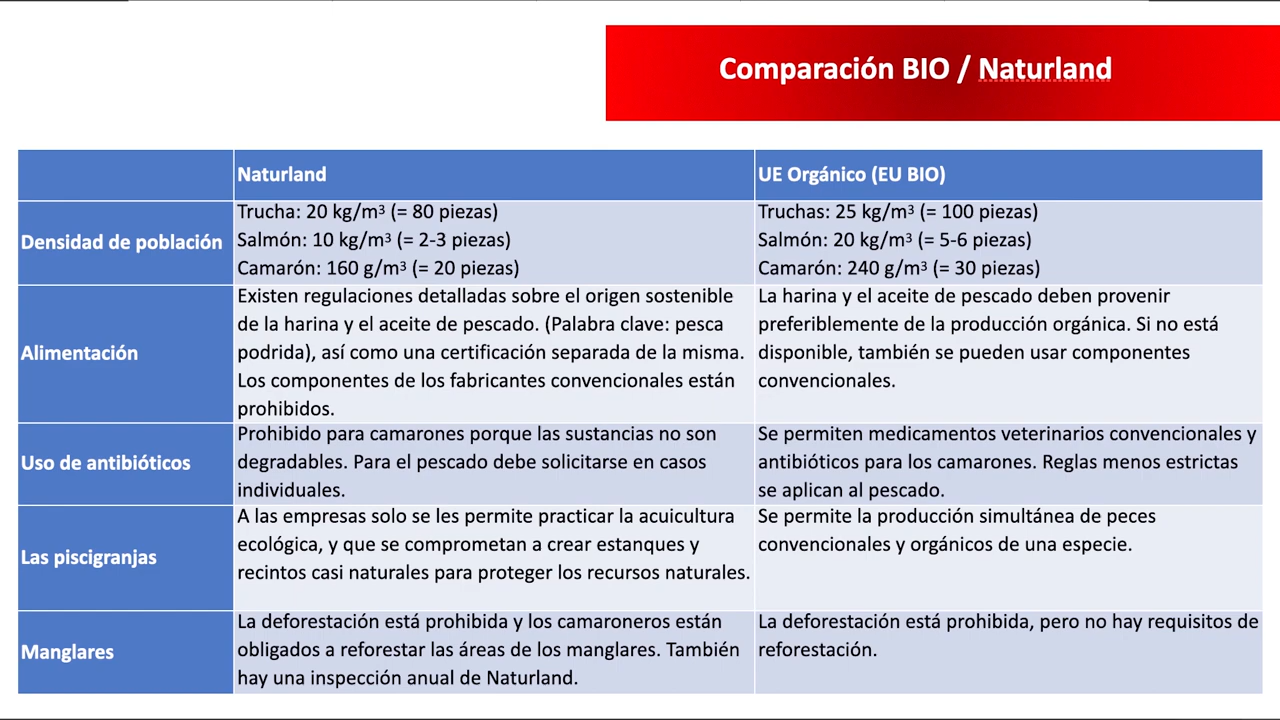 Comparación BIO / Naturland
Naturland
UE Orgánico (EU BIO)
Densidad de población
Trucha: 20 kg/m³ (= 80 piezas)
Salmón: 10 kg/m³ (= 2-3 piezas)
Camarón: 160 g/m³ (= 20 piezas)
Truchas: 25 kg/m³ (= 100 piezas)
Salmón: 20 kg/m³ (= 5-6 piezas)
Camarón: 240 g/m³ (= 30 piezas)
Alimentación
Existen regulaciones detalladas sobre el origen sostenible
de la harina y el aceite de pescado. (Palabra clave: pesca
podrida), así como una certificación separada de la misma.
Los componentes de los fabricantes convencionales están
prohibidos.
La harina y el aceite de pescado deben provenir
preferiblemente de la producción orgánica. Si no está
disponible, también se pueden usar componentes
convencionales.
Uso de antibióticos
Prohibido para camarones porque las sustancias no son
degradables. Para el pescado debe solicitarse en casos
individuales.
Se permiten medicamentos veterinarios convencionales y
antibióticos para los camarones. Reglas menos estrictas
se aplican al pescado.
Las piscigranjas
A las empresas solo se les permite practicar la acuicultura
ecológica, y que se comprometan a crear estanques y
recintos casi naturales para proteger los recursos naturales.
Se permite la producción simultánea de peces
convencionales y orgánicos de una especie.
Manglares
La deforestación está prohibida y los camaroneros están
obligados a reforestar las áreas de los manglares. También
hay una inspección anual de Naturland.
La deforestación está prohibida, pero no hay requisitos de
reforestación.